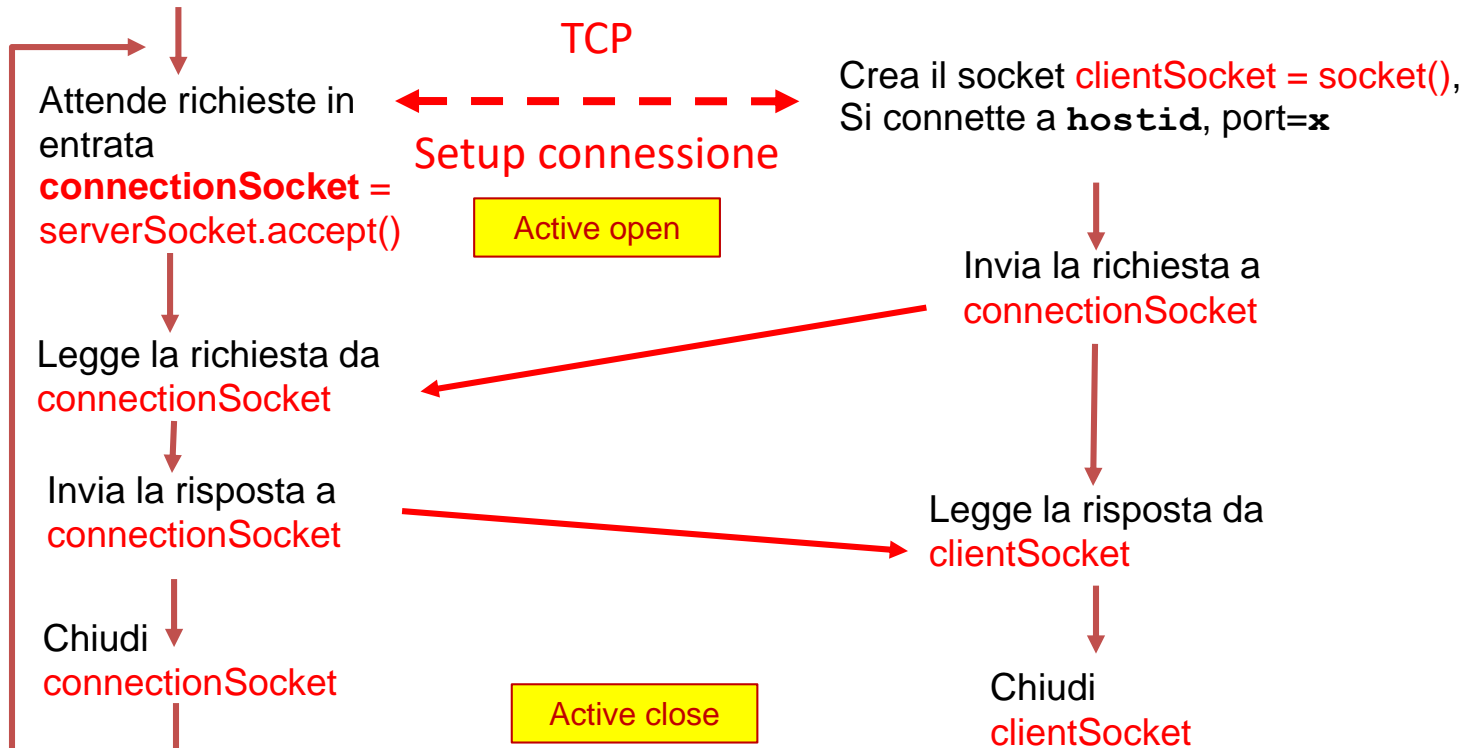 TCP
Setup connessione
Active open
Attende richieste in
entrata
connectionSocket =
serverSocket.accept()
Crea il socket clientSocket = socket(),
Si connette a hostid, port=x
Invia la richiesta a
connectionSocket
Legge la richiesta da
connectionSocket
Invia la risposta a
connectionSocket
Legge la risposta da
clientSocket
Chiudi
connectionSocket
Active close
Chiudi
clientSocket